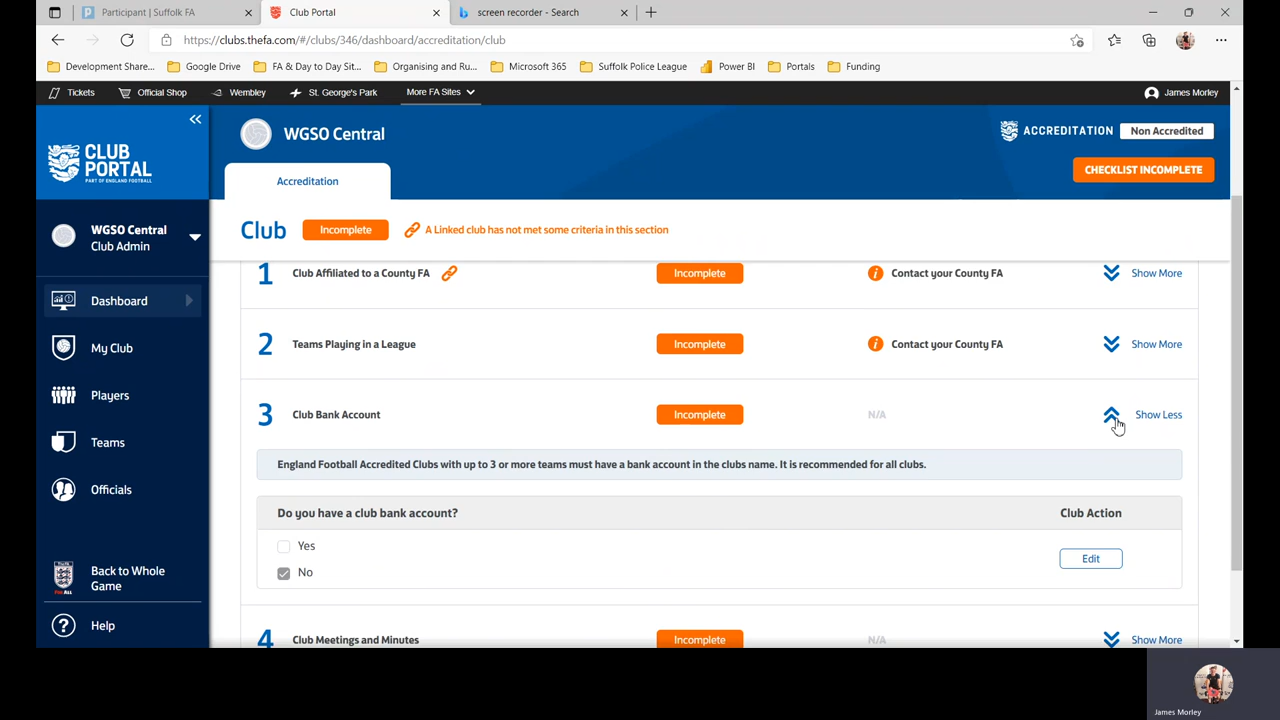 Participant | Suffolk FA
Club Portal
screen recorder - Search
https://clubs.thefa.com/#/clubs/346/dashboard/accreditation/club
Development Share...
Google Drive
FA & Day to Day Sit...
Organising and Ru...
Microsoft 365
Suffolk Police League
Power BI
Portals
Funding
Tickets
Official Shop
Wembley
St. George's Park
More FA Sites
James Morley
CLUB
PORTAL
PART OF ENGLAND FOOTBALL
WGSO Central
ACCREDITATION
Non Accredited
CHECKLIST INCOMPLETE
Accreditation
WGSO Central
Club Admin
Dashboard
My Club
Players
Teams
Officials
Back to Whole
Game
Help
Club
Incomplete
A Linked club has not met some criteria in this section
1 Club Affiliated to a County FA Incomplete i Contact your County FA Show More
2 Teams Playing in a League Incomplete i Contact your County FA Show More
3 Club Bank Account Incomplete N/A Show Less
England Football Accredited Clubs with up to 3 or more teams must have a bank account in the clubs name. It is recommended for all clubs.
Do you have a club bank account? Club Action
Yes
No
Edit
4 Club Meetings and Minutes Incomplete N/A Show More
James Morley